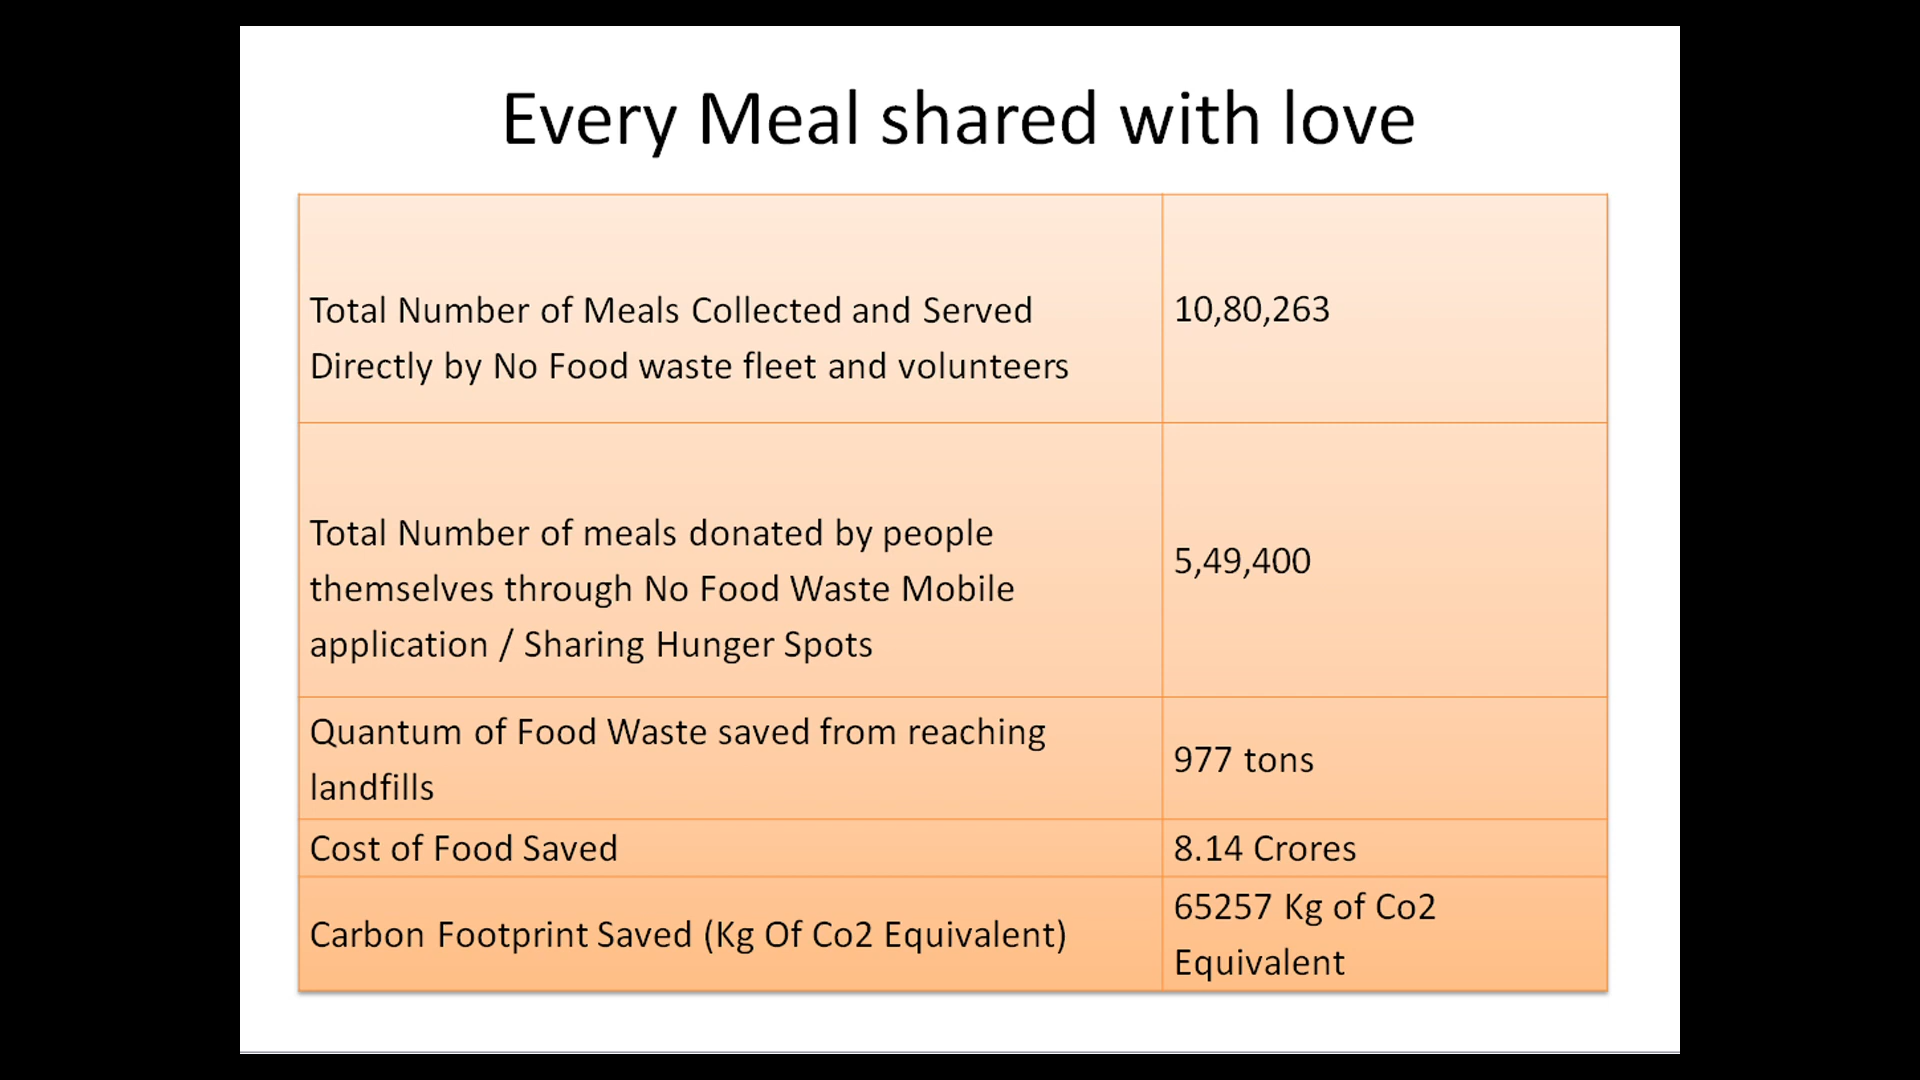 Every Meal shared with love
Total Number of Meals Collected and Served
Directly by No Food waste fleet and volunteers
10,80,263
Total Number of meals donated by people
themselves through No Food Waste Mobile
application / Sharing Hunger Spots
5,49,400
Quantum of Food Waste saved from reaching
landfills
977 tons
Cost of Food Saved
8.14 Crores
Carbon Footprint Saved (Kg Of Co2 Equivalent)
65257 Kg of Co2
Equivalent